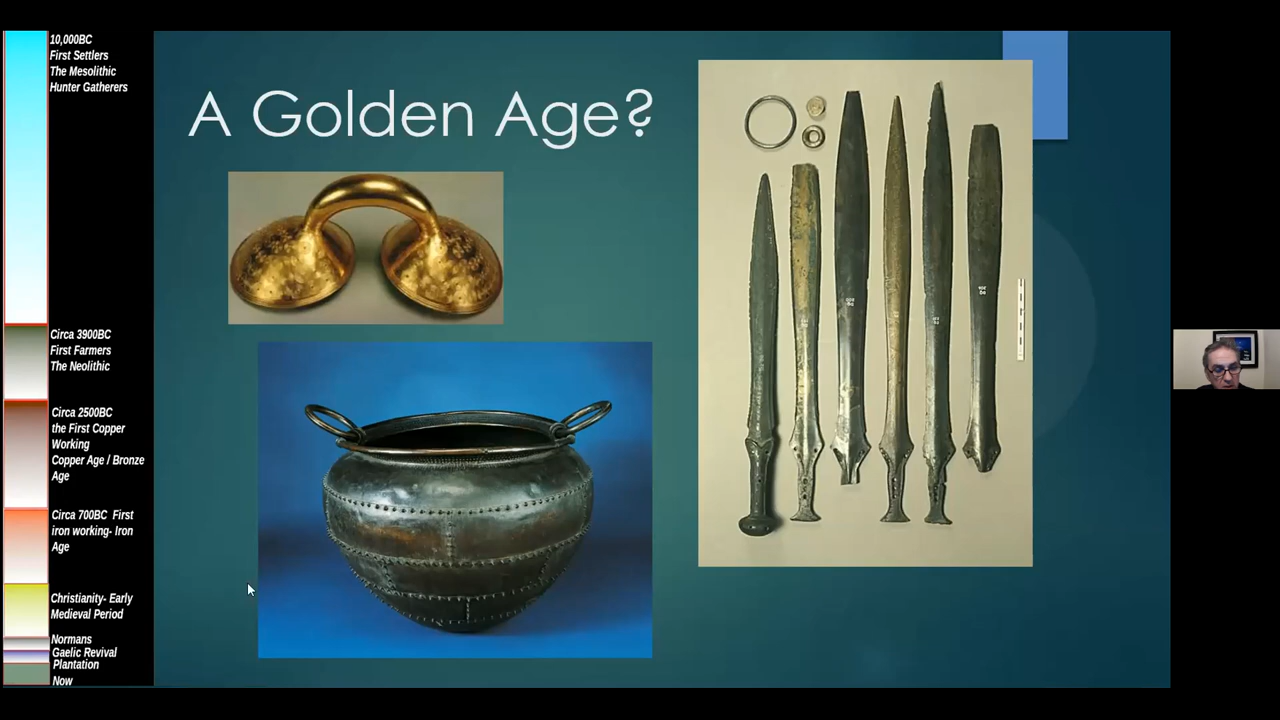 10,000BC
First Settlers
The Mesolithic
Hunter Gatherers
Circa 3900BC
First Farmers
The Neolithic
Circa 2500BC
the First Copper
Working
Copper Age / Bronze
Age
Circa 700BC First
iron working- Iron
Age
Christianity- Early
Medieval Period
Normans
Gaelic Revival
Plantation
Now
A Golden Age?